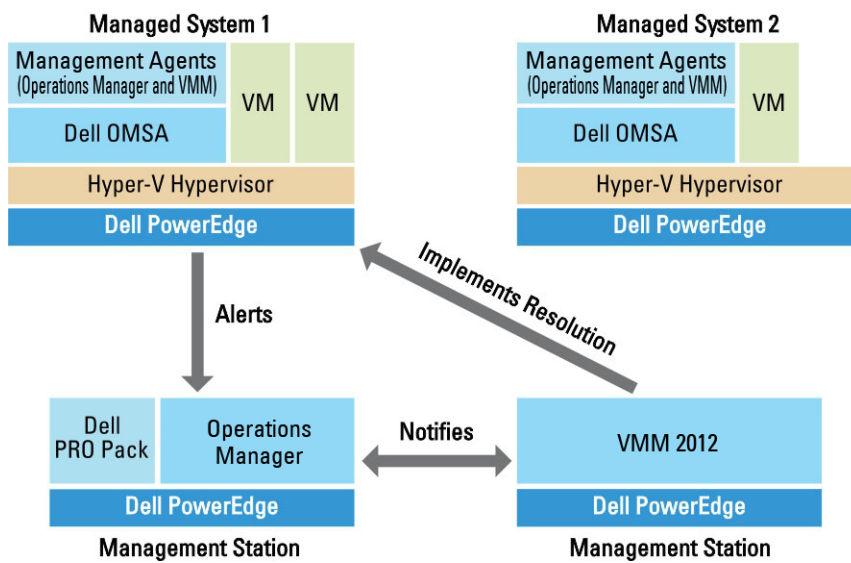 Managed System 1
Management Agents
(Operations Manager and VMM)
Dell OMSA
VM
VM
Hyper-V Hypervisor
Dell PowerEdge
Managed System 2
Management Agents
(Operations Manager and VMM)
Dell OMSA
VM
Hyper-V Hypervisor
Dell PowerEdge
Alerts
Implements Resolution
Dell
PRO Pack
Operations
Manager
Dell PowerEdge
Management Station
Notifies
VMM 2012
Dell PowerEdge
Management Station